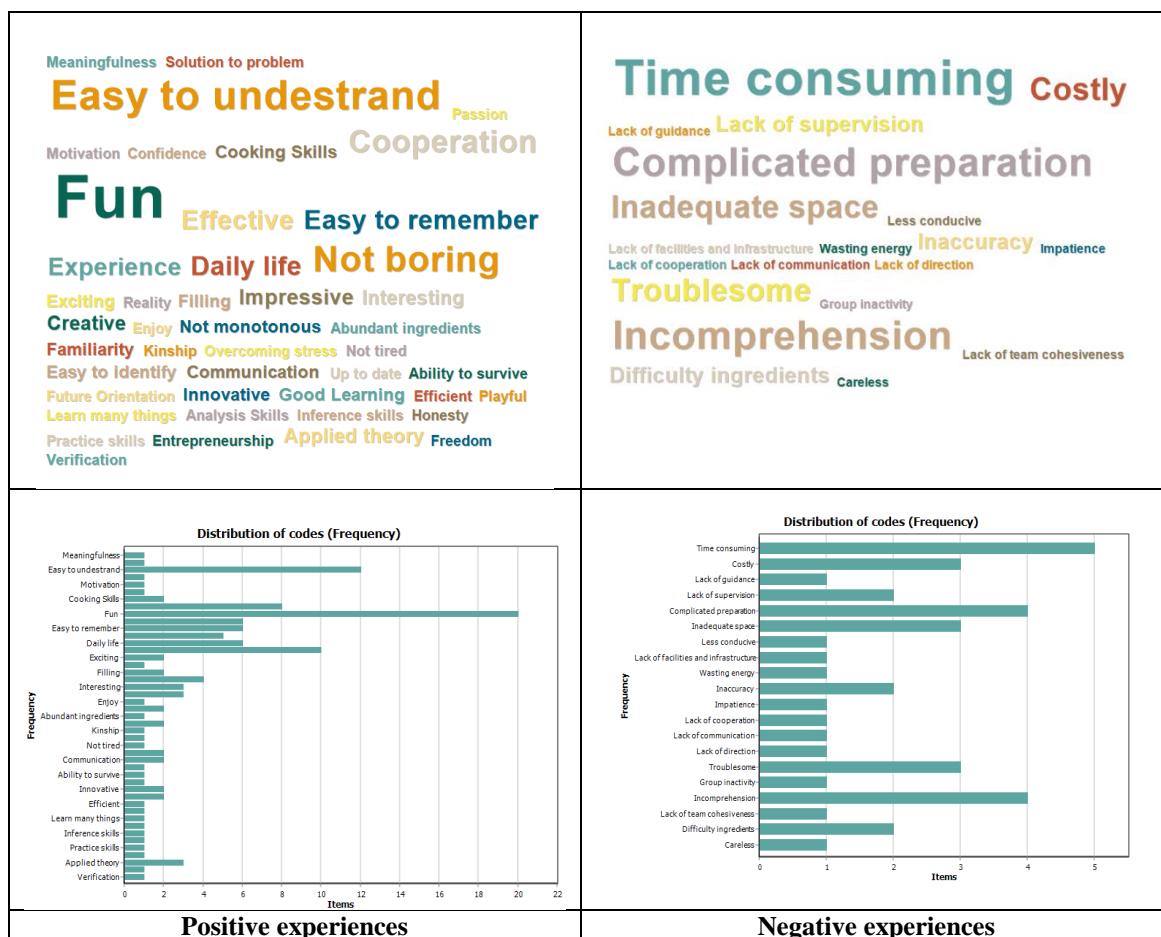 Meaningfulness Solution to problem
Easy to undestrand
Passion
Motivation Confidence Cooking Skills Cooperation
Fun
Effective Easy to remember
Experience Daily life Not boring
Exciting Reality Filling Impressive Interesting
Creative Enjoy Not monotonous Abundant ingredients
Familiarity Kinship Overcoming stress Not tired
Easy to identify Communication Up to date Ability to survive
Future Orientation Innovative Good Learning Efficient Playful
Learn many things Analysis Skills Inference skills Honesty
Practice skills Entrepreneurship Applied theory Freedom
Verification
Time consuming Costly
Lack of guidance Lack of supervision
Complicated preparation
Inadequate space Less conducive
Lack of facilities and infrastructure Wasting energy Inaccuracy Impatience
Lack of cooperation Lack of communication Lack of direction
Troublesome Group inactivity
Incomprehension Lack of team cohesiveness
Difficulty ingredients Careless
Distribution of codes (Frequency)
Frequency
Meaningfulness
Easy to undestrand
Motivation
Cooking Skills
Fun
Easy to remember
Daily life
Exciting
Filling
Interesting
Enjoy
Abundant ingredients
Kinship
Not tired
Communication
Ability to survive
Innovative
Efficient
Learn many things
Inference skills
Practice skills
Applied theory
Verification
0 2 4 6 8 10 12 14 16 18 20 22
Items
Distribution of codes (Frequency)
Frequency
Time consuming
Costly
Lack of guidance
Lack of supervision
Complicated preparation
Inadequate space
Less conducive
Lack of facilities and infrastructure
Wasting energy
Inaccuracy
Impatience
Lack of cooperation
Lack of communication
Lack of direction
Troublesome
Group inactivity
Incomprehension
Lack of team cohesiveness
Difficulty ingredients
Careless
0 1 2 3 4 5
Items
Positive experiences
Negative experiences